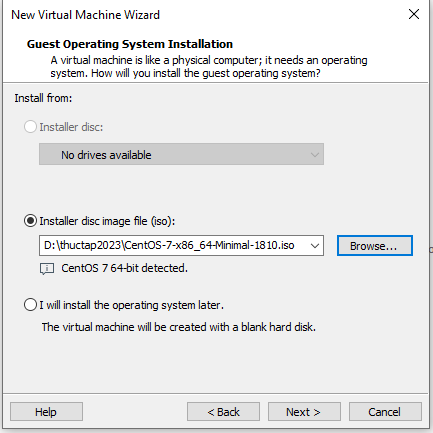 New Virtual Machine Wizard
Guest Operating System Installation
A virtual machine is like a physical computer; it needs an operating
system. How will you install the guest operating system?
Install from:
Installer disc:
No drives available
Installer disc image file (iso):
D:\thuctap2023\CentOS-7-x86_64-Minimal-1810.iso
Browse...
CentOS 7 64-bit detected.
I will install the operating system later.
The virtual machine will be created with a blank hard disk.
Help
< Back
Next >
Cancel